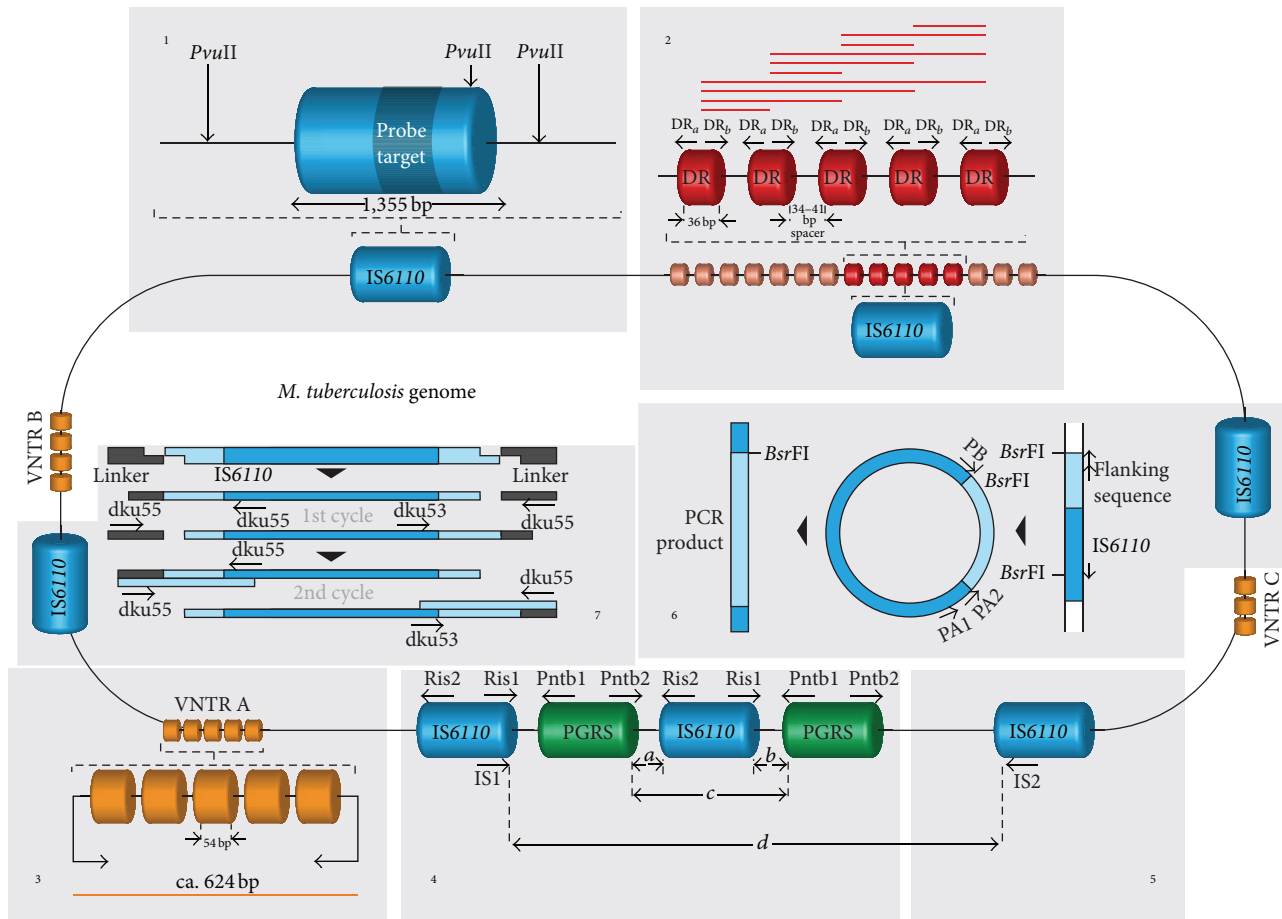 1
PvuII
PvuII
PvuII
Probe
target
1,355 bp
IS6110
2
DRa DRb DRa DRb DRa DRb DRa DRb DRa DRb
DR DR DR DR DR
36 bp
34–41
bp
spacer
IS6110
M. tuberculosis genome
VNTR B
IS6110
Linker
IS6110
Linker
dku55
dku55
1st cycle
dku53
dku55
dku55
dku55
2nd cycle
dku55
dku53
7
BsrFI
PCR
product
PB
BsrFI
PA1
PA2
BsrFI
Flanking
sequence
IS6110
BsrFI
6
IS6110
VNTR C
VNTR A
54 bp
ca. 624 bp
3
Ris2 Ris1 Pntb1 Pntb2 Ris2 Ris1 Pntb1 Pntb2
IS6110 PGRS IS6110 PGRS
IS1
a
b
c
d
4
IS6110
IS2
5